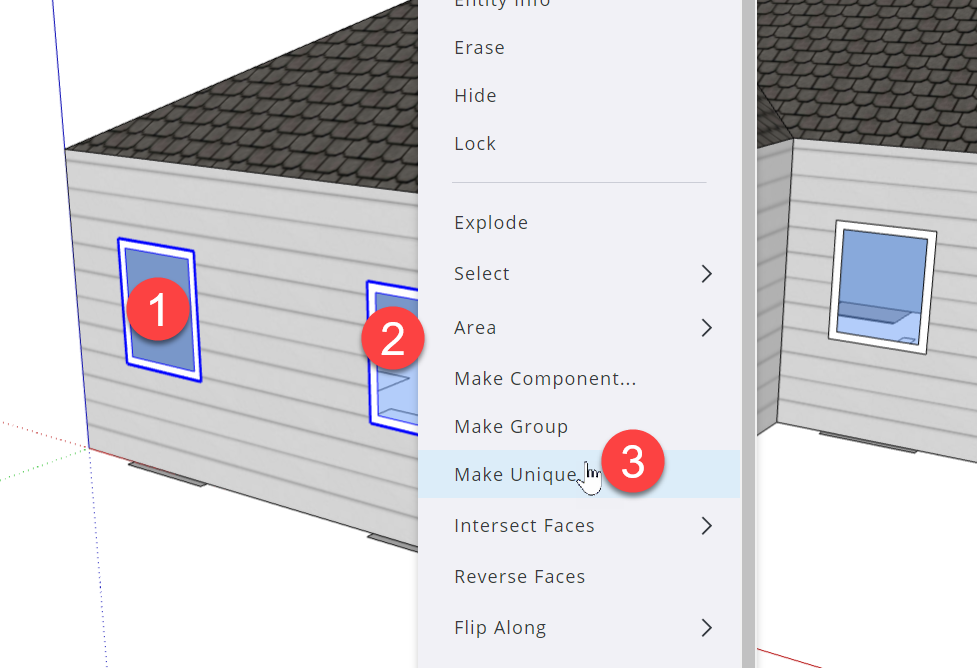 Entity Info
Erase
Hide
Lock
Explode
Select
Area
Make Component...
Make Group
Make Unique
Intersect Faces
Reverse Faces
Flip Along
1
2
3